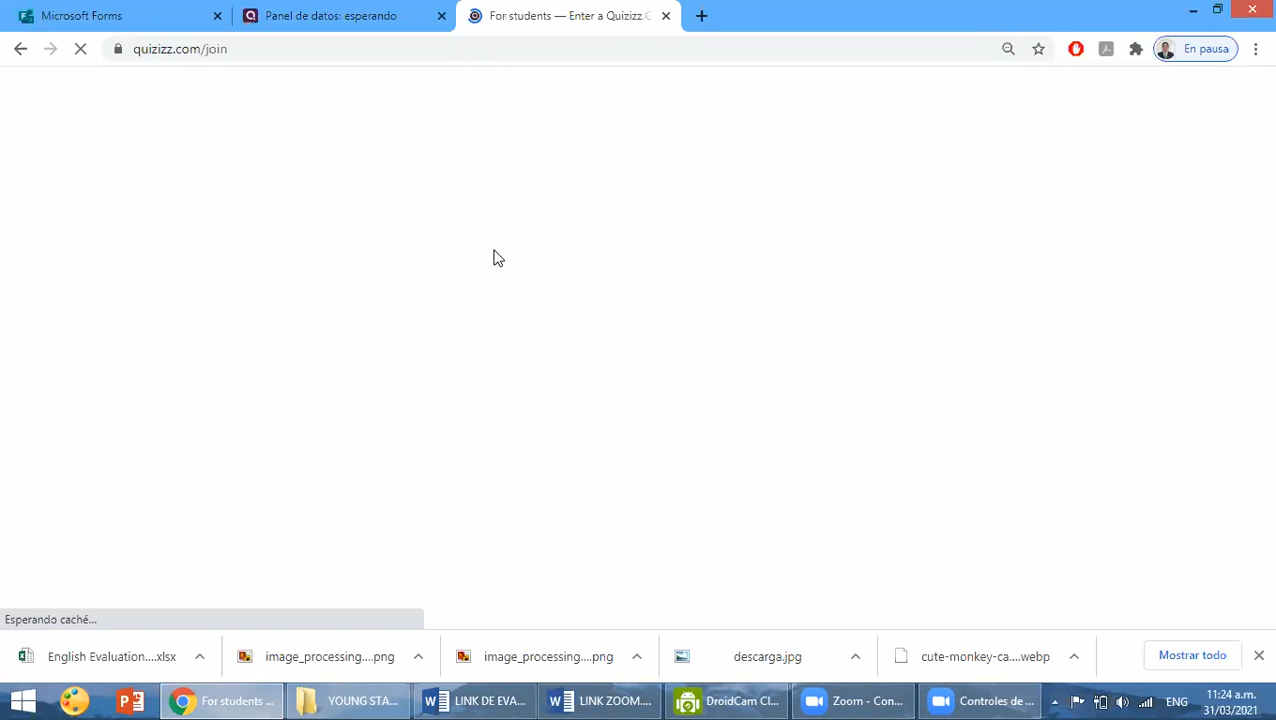 Microsoft Forms
Panel de datos: esperando
For students — Enter a Quizizz.C
quizizz.com/join
En pausa
Esperando caché...
English Evaluation....xlsx
image_processing....png
image_processing....png
descarga.jpg
cute-monkey-ca....webp
Mostrar todo
For students ...
YOUNG STA...
LINK DE EVA...
LINK ZOOM....
DroidCam Cl...
Zoom - Con...
Controles de ...
ENG
11:24 a.m.
31/03/2021